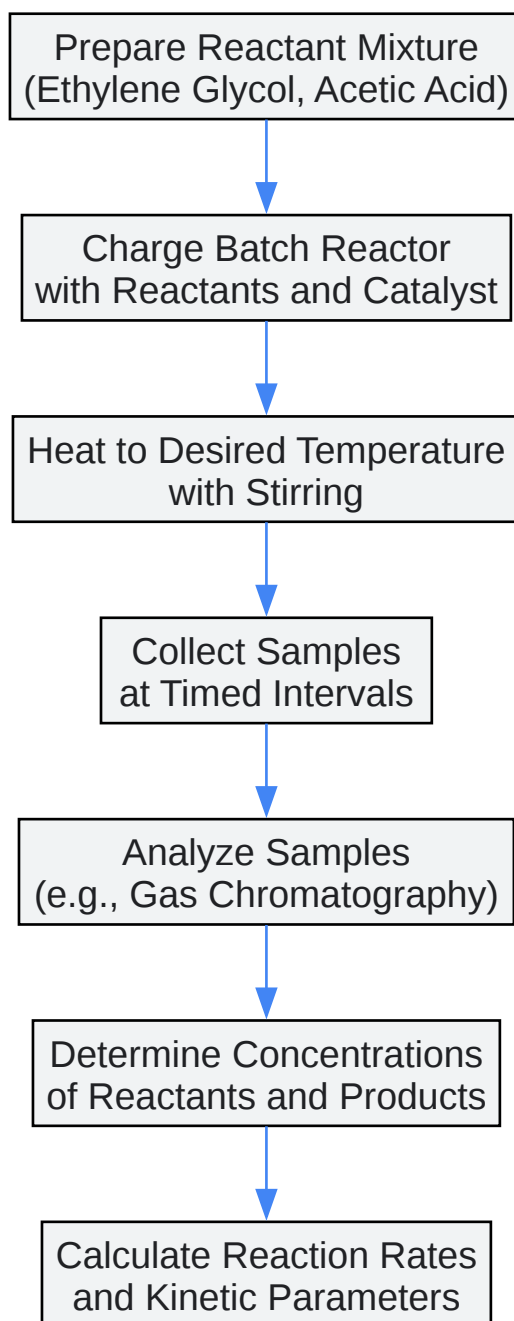 Prepare Reactant Mixture
(Ethylene Glycol, Acetic Acid)
Charge Batch Reactor
with Reactants and Catalyst
Heat to Desired Temperature
with Stirring
Collect Samples
at Timed Intervals
Analyze Samples
(e.g., Gas Chromatography)
Determine Concentrations
of Reactants and Products
Calculate Reaction Rates
and Kinetic Parameters